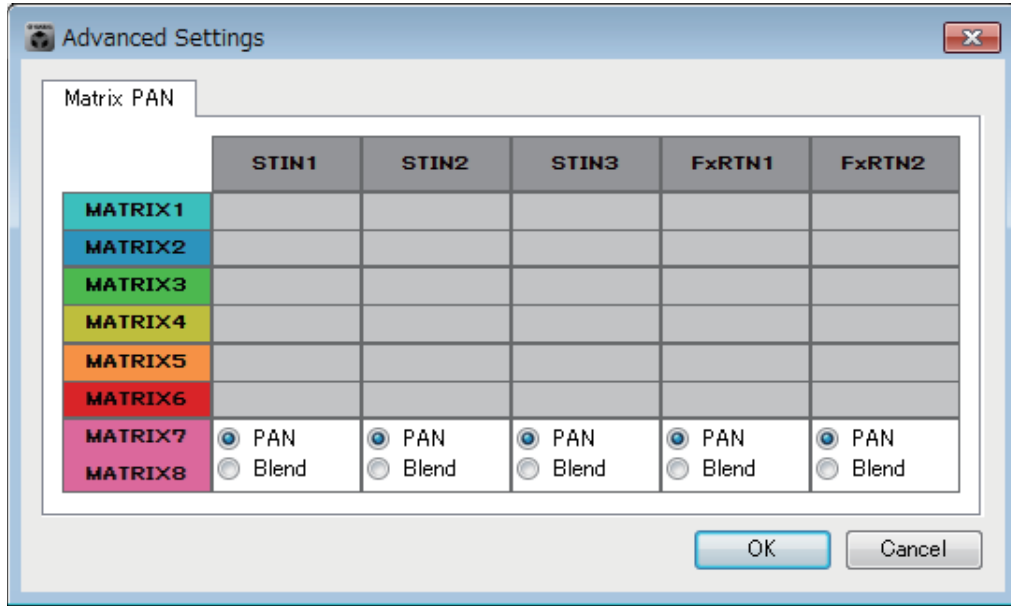 Advanced Settings
Matrix PAN
STIN1 STIN2 STIN3 FxRTN1 FxRTN2
MATRIX1
MATRIX2
MATRIX3
MATRIX4
MATRIX5
MATRIX6
MATRIX7 PAN PAN PAN PAN PAN
MATRIX8 Blend Blend Blend Blend Blend
OK Cancel